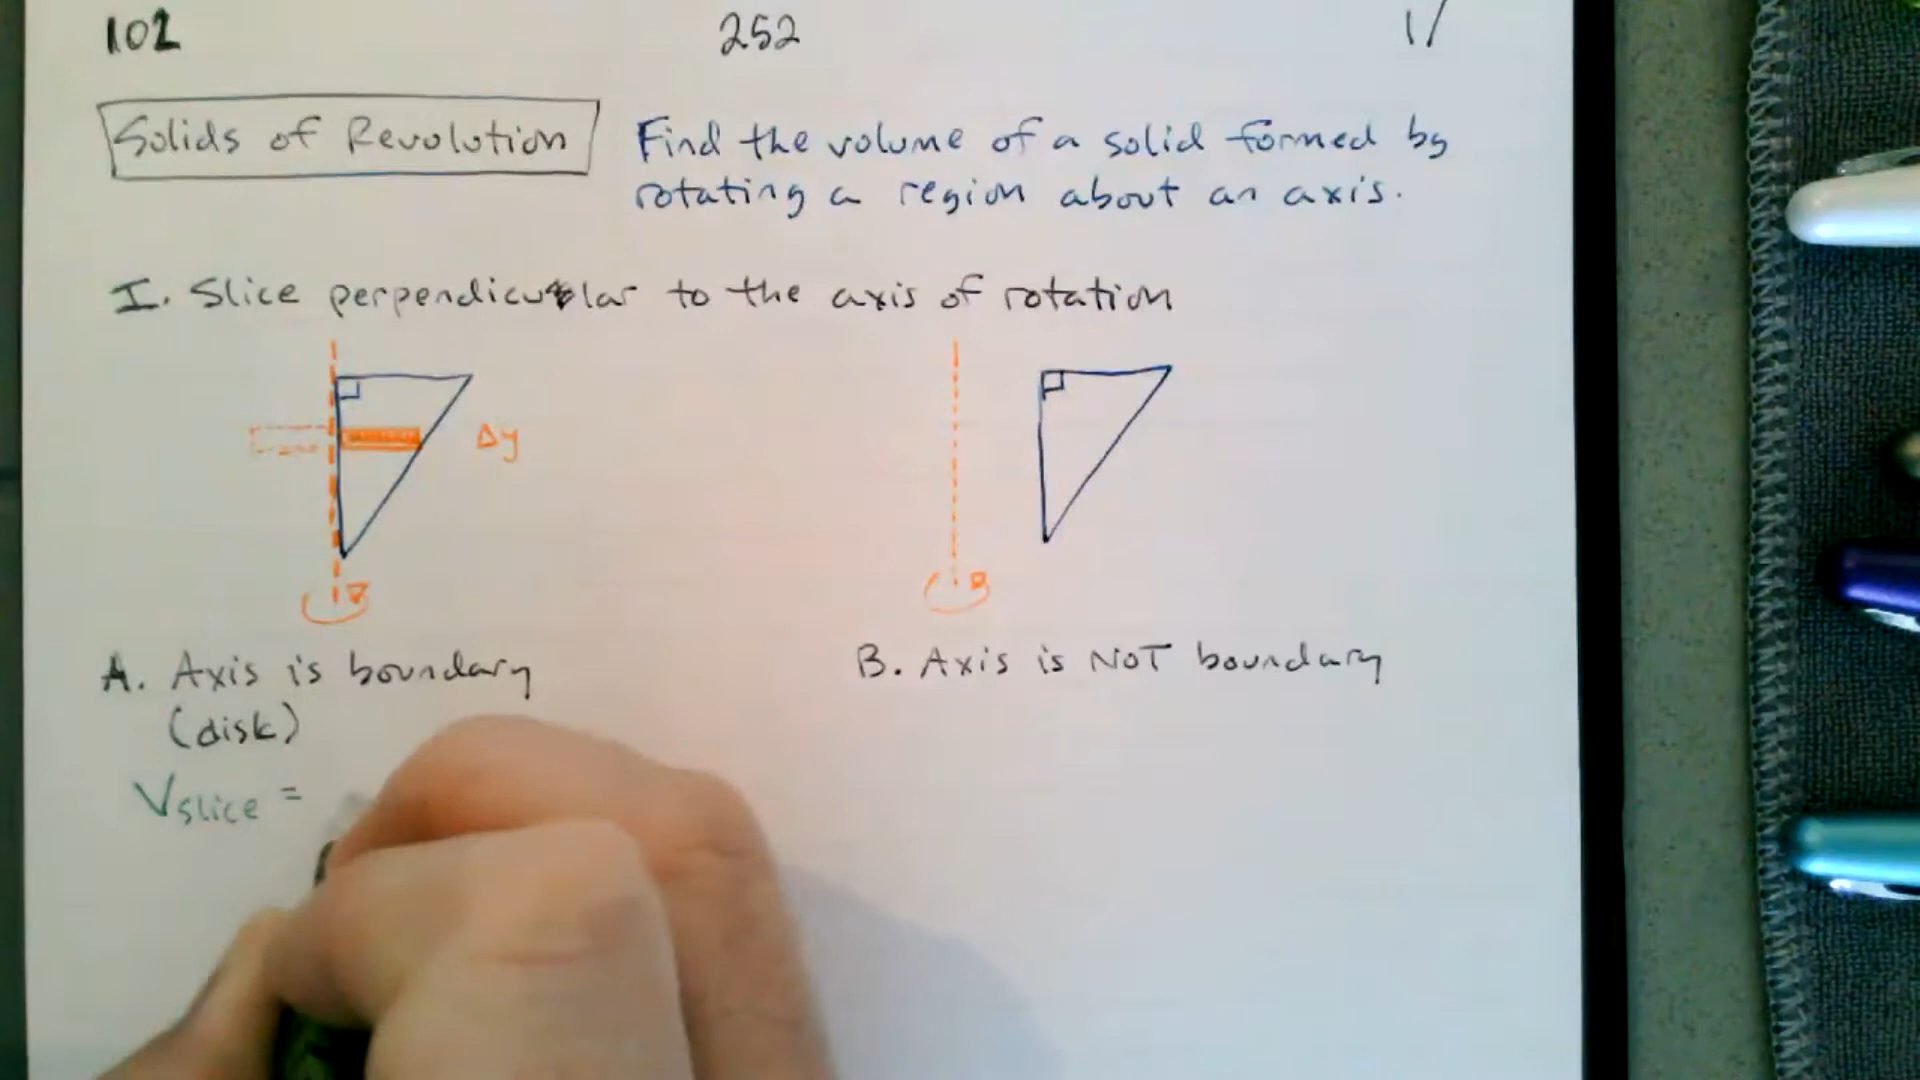 102 252 1/
Solids of Revolution
Find the volume of a solid formed by
rotating a region about an axis.
I. Slice perpendicular to the axis of rotation
Δy
A. Axis is boundary
(disk)
B. Axis is NOT boundary
Vslice =